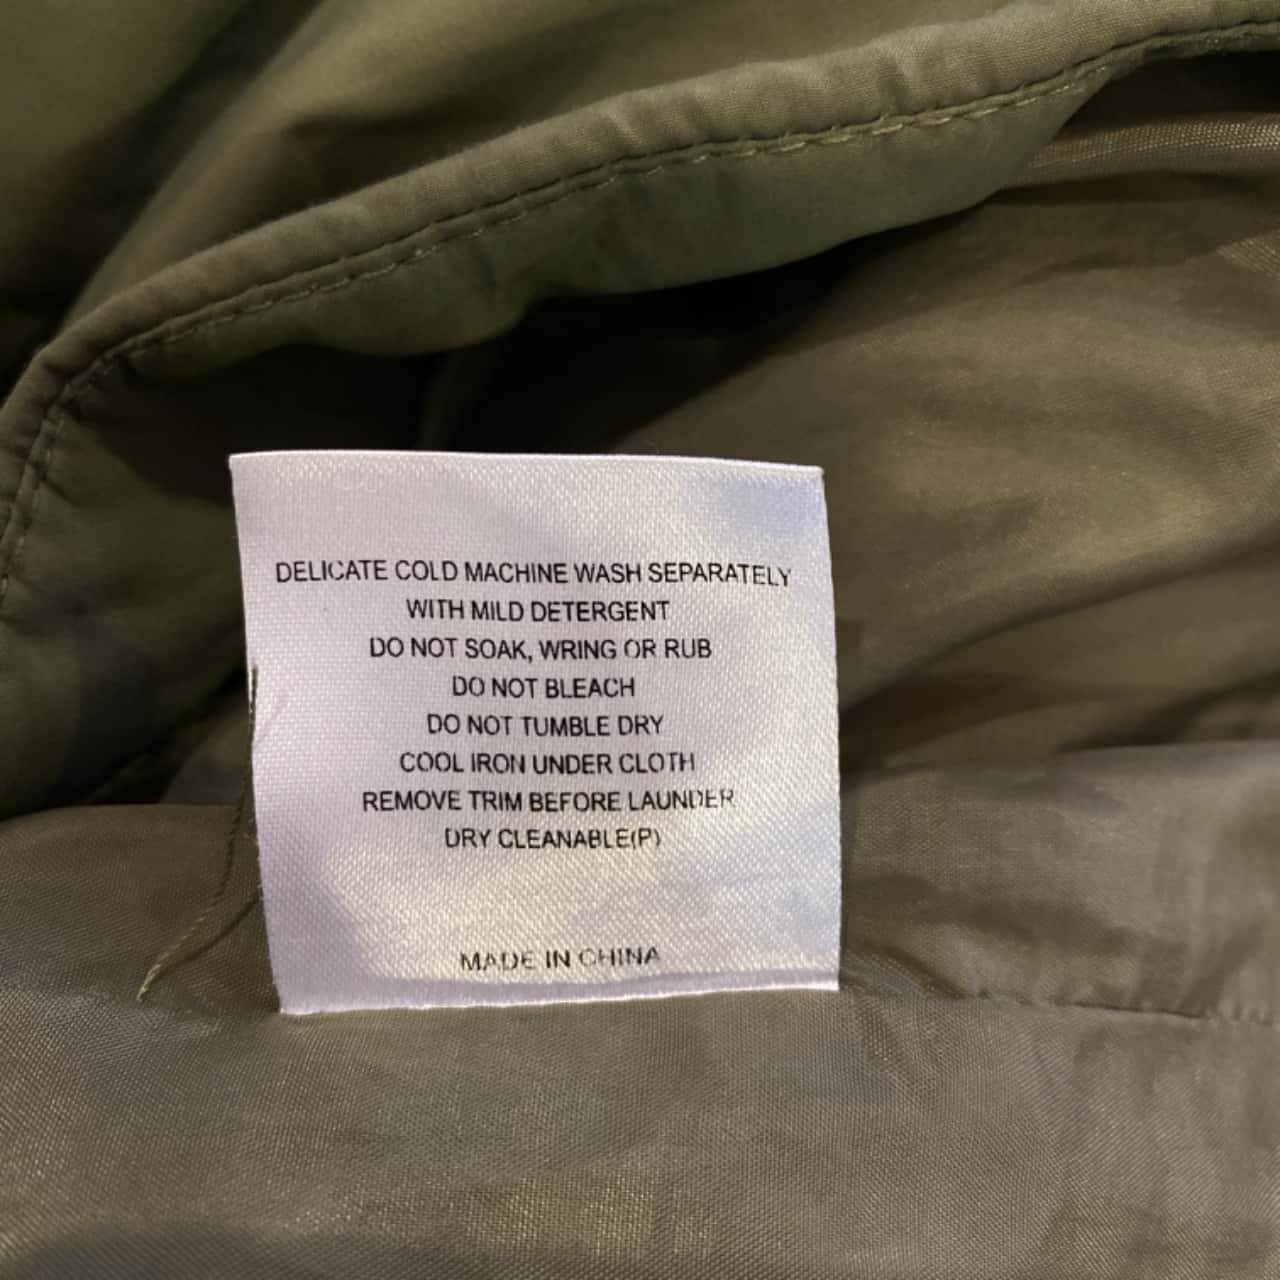 DELICATE COLD MACHINE WASH SEPARATELY
WITH MILD DETERGENT
DO NOT SOAK, WRING OR RUB
DO NOT BLEACH
DO NOT TUMBLE DRY
COOL IRON UNDER CLOTH
REMOVE TRIM BEFORE LAUNDER
DRY CLEANABLE(P)
MADE IN CHINA